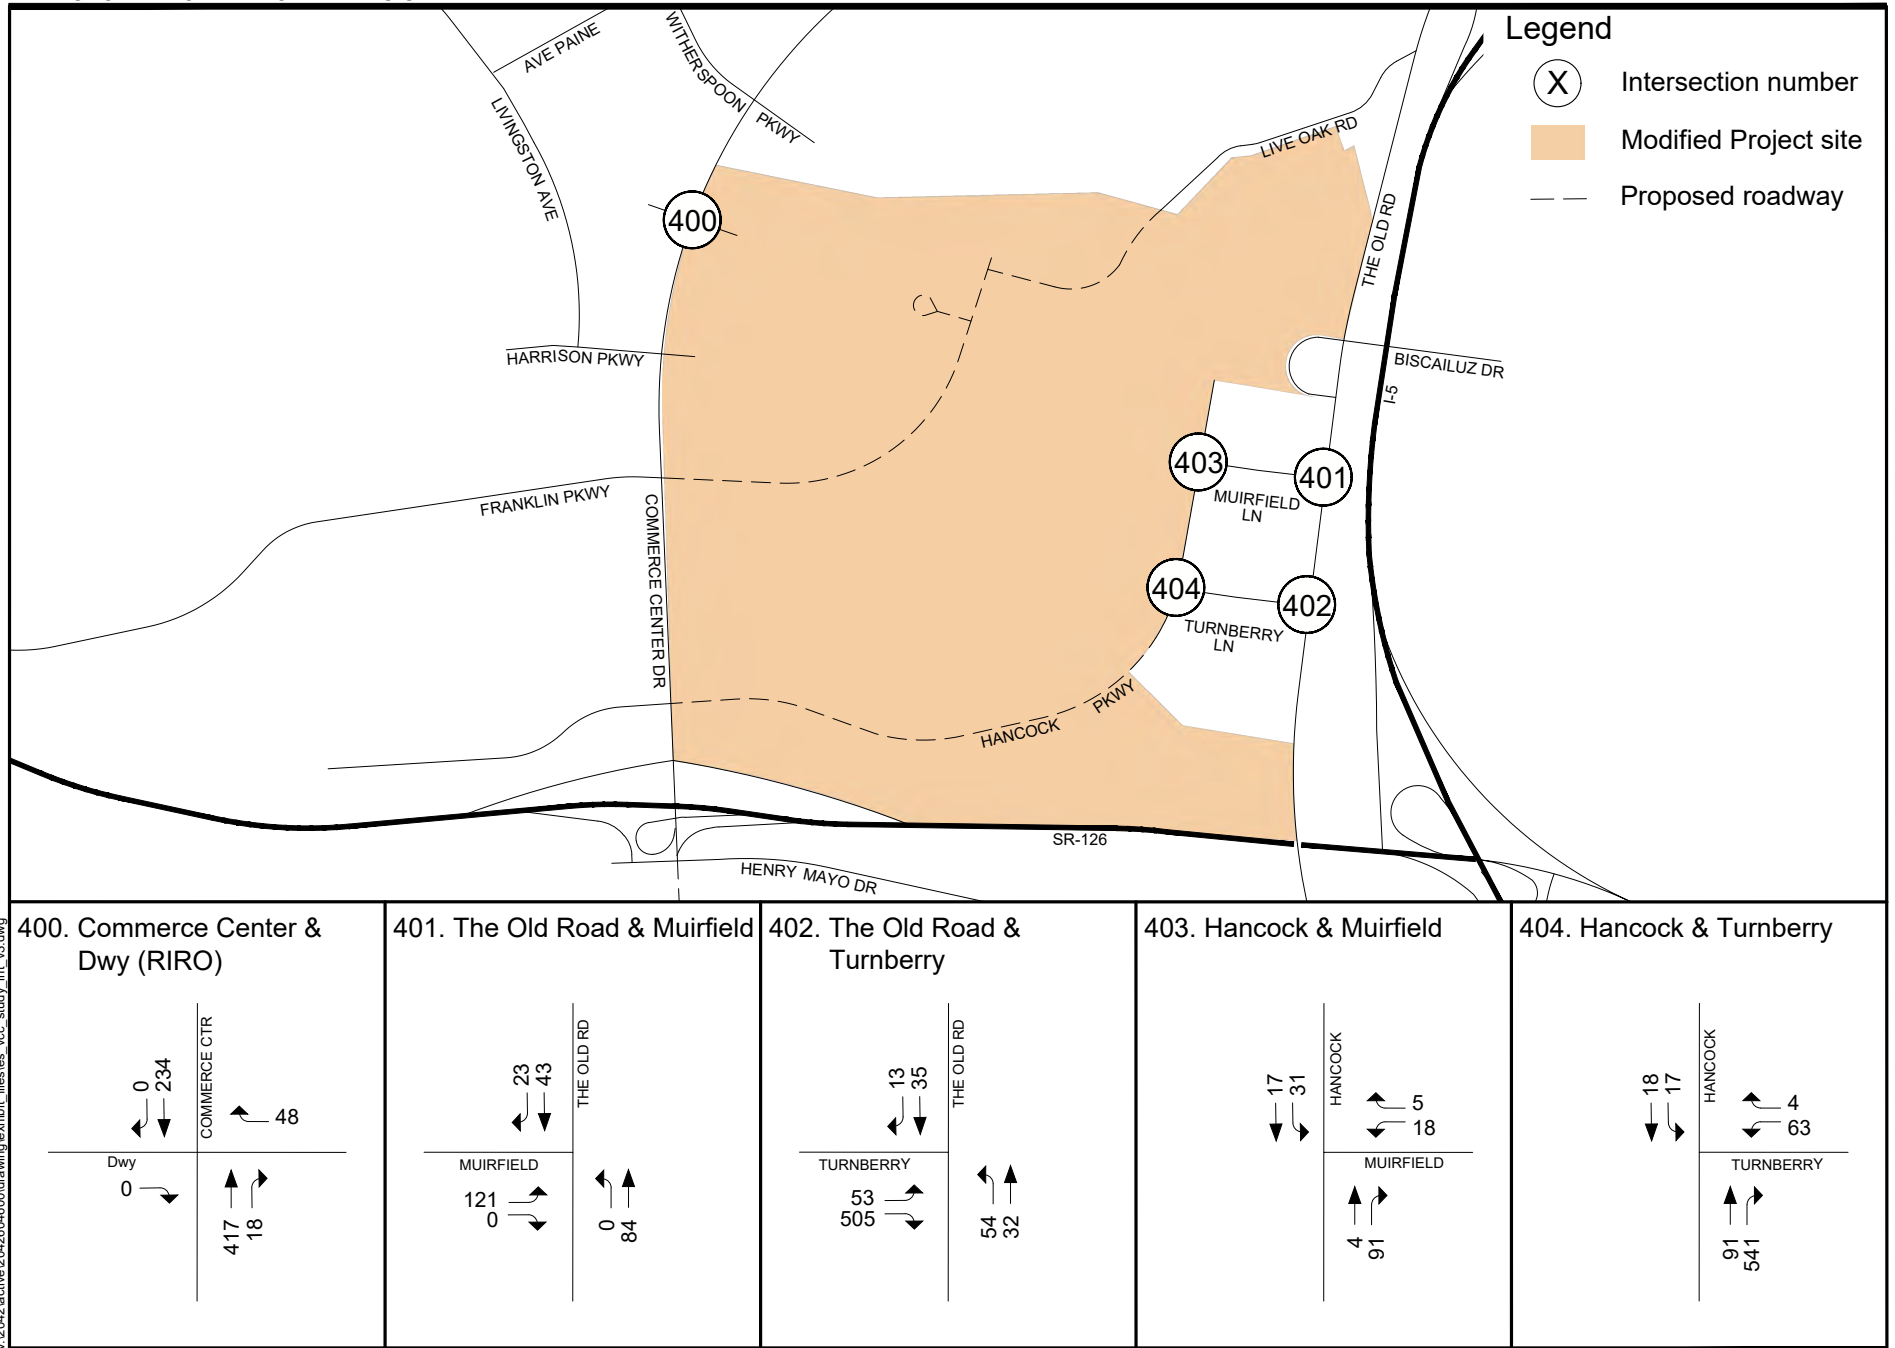 Legend
X Intersection number
Modified Project site
Proposed roadway
AVE PAINE
WITHERSPOON PKWY
LIVINGSTON AVE
LIVE OAK RD
THE OLD RD
400
HARRISON PKWY
BISCAILUZ DR
I-5
403
401
MUIRFIELD
LN
FRANKLIN PKWY
COMMERCE CENTER DR
404
402
TURNBERRY
LN
HANCOCK PKWY
SR-126
HENRY MAYO DR
400. Commerce Center &
Dwy (RIRO)
0
234
COMMERCE CTR
48
Dwy
0
417
18
401. The Old Road & Muirfield
23
43
THE OLD RD
MUIRFIELD
121
0
0
84
402. The Old Road &
Turnberry
13
35
THE OLD RD
TURNBERRY
53
505
54
32
403. Hancock & Muirfield
17
31
HANCOCK
5
18
MUIRFIELD
4
91
404. Hancock & Turnberry
18
17
HANCOCK
4
63
TURNBERRY
91
541